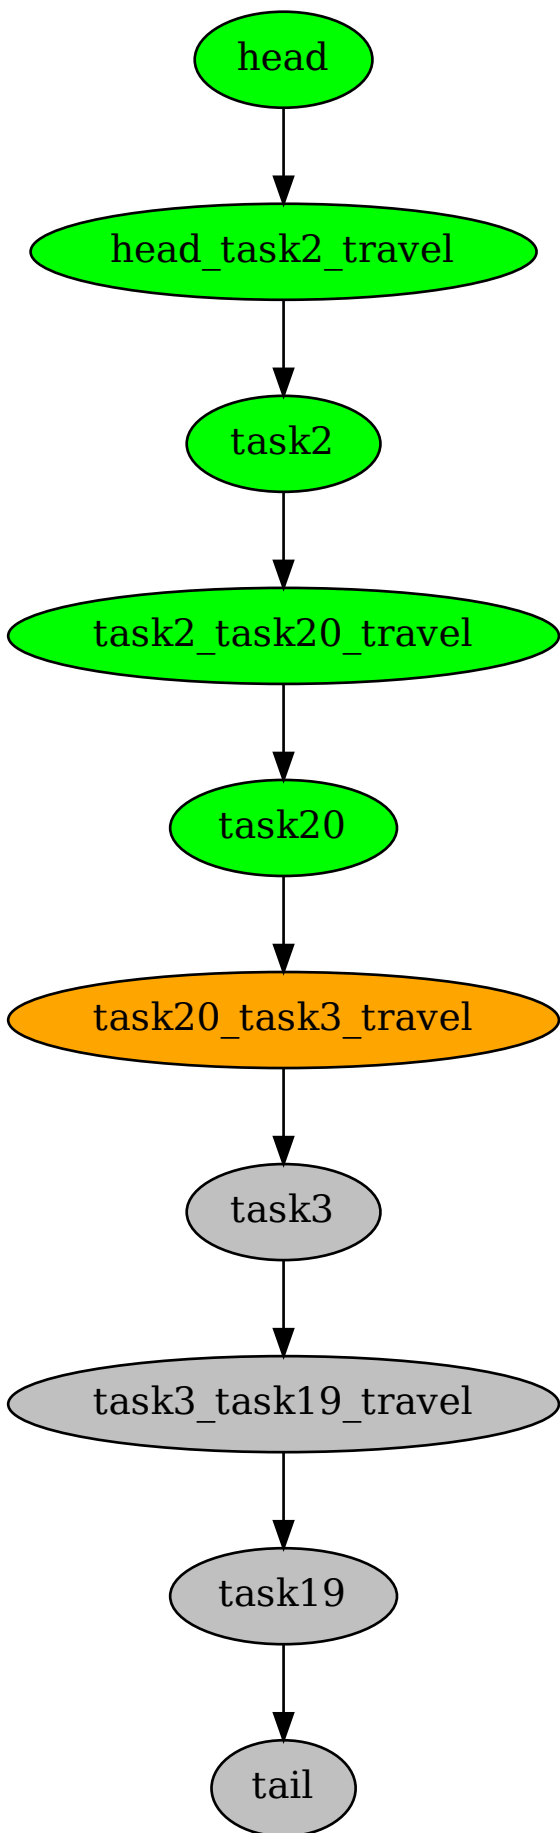 head
head_task2_travel
task2
task2_task20_travel
task20
task20_task3_travel
task3
task3_task19_travel
task19
tail